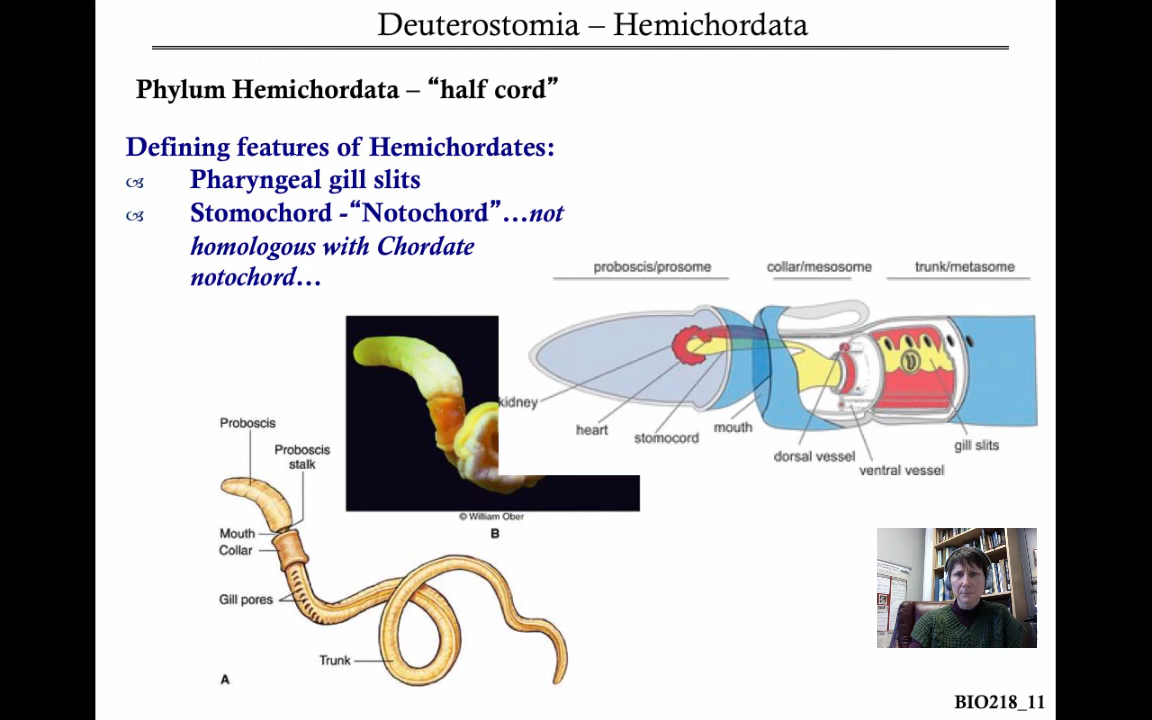 Deuterostomia – Hemichordata
Phylum Hemichordata – “half cord”
Defining features of Hemichordates:
Pharyngeal gill slits
Stomochord -“Notochord”…not
homologous with Chordate
notochord…
proboscis/prosome
collar/mesosome
trunk/metasome
kidney
heart
stomocord
mouth
dorsal vessel
ventral vessel
gill slits
© William Ober
B
Proboscis
Proboscis
stalk
Mouth
Collar
Gill pores
Trunk
A
BIO218_11